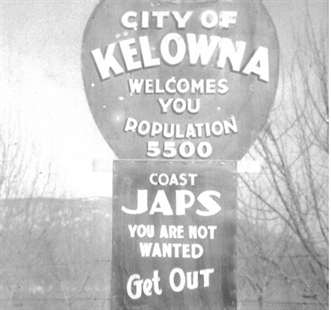 CITY OF
KELOWNA
WELCOMES
YOU
POPULATION
5500
COAST
JAPS
YOU ARE NOT
WANTED
Get OUT